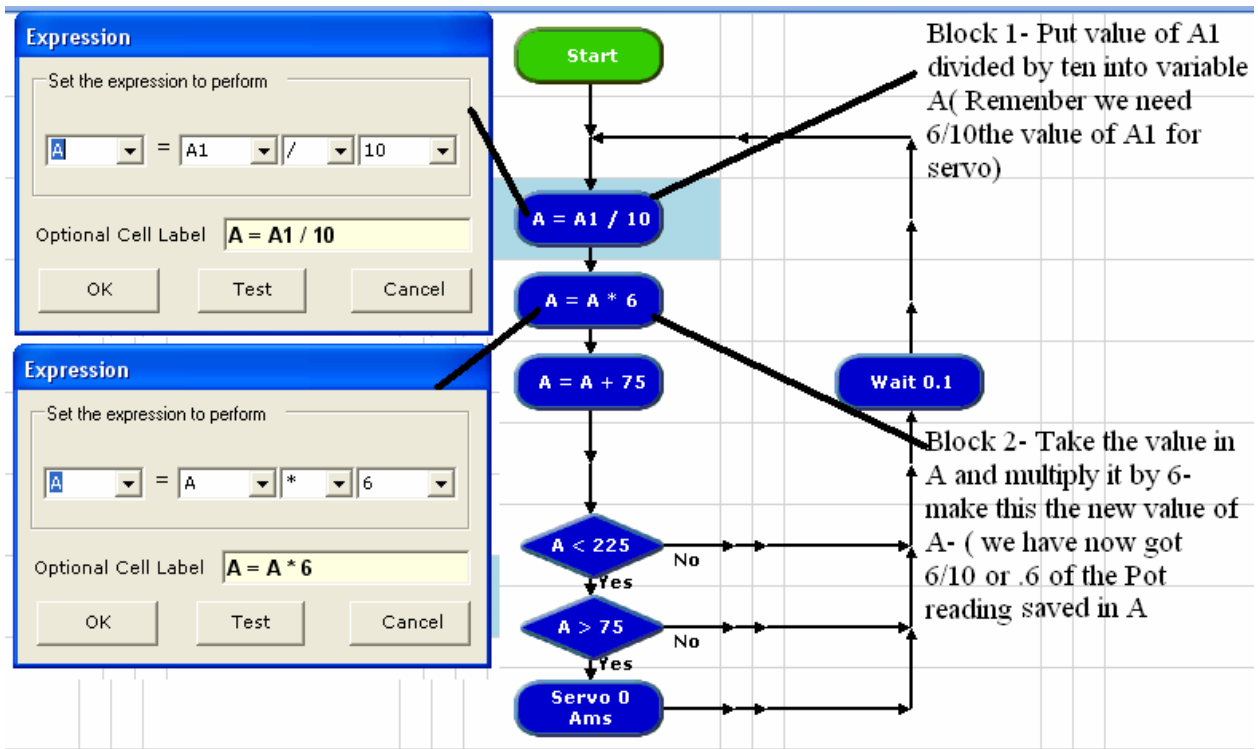 Expression
Set the expression to perform
A = A1 / 10
Optional Cell Label A = A1 / 10
OK Test Cancel
Expression
Set the expression to perform
A = A * 6
Optional Cell Label A = A * 6
OK Test Cancel
Start
A = A1 / 10
A = A * 6
A = A + 75
A < 225
No
Yes
A > 75
No
Yes
Servo 0
Ams
Wait 0.1
Block 1- Put value of A1
divided by ten into variable
A( Remenber we need
6/10the value of A1 for
servo)
Block 2- Take the value in
A and multiply it by 6-
make this the new value of
A- ( we have now got
6/10 or .6 of the Pot
reading saved in A